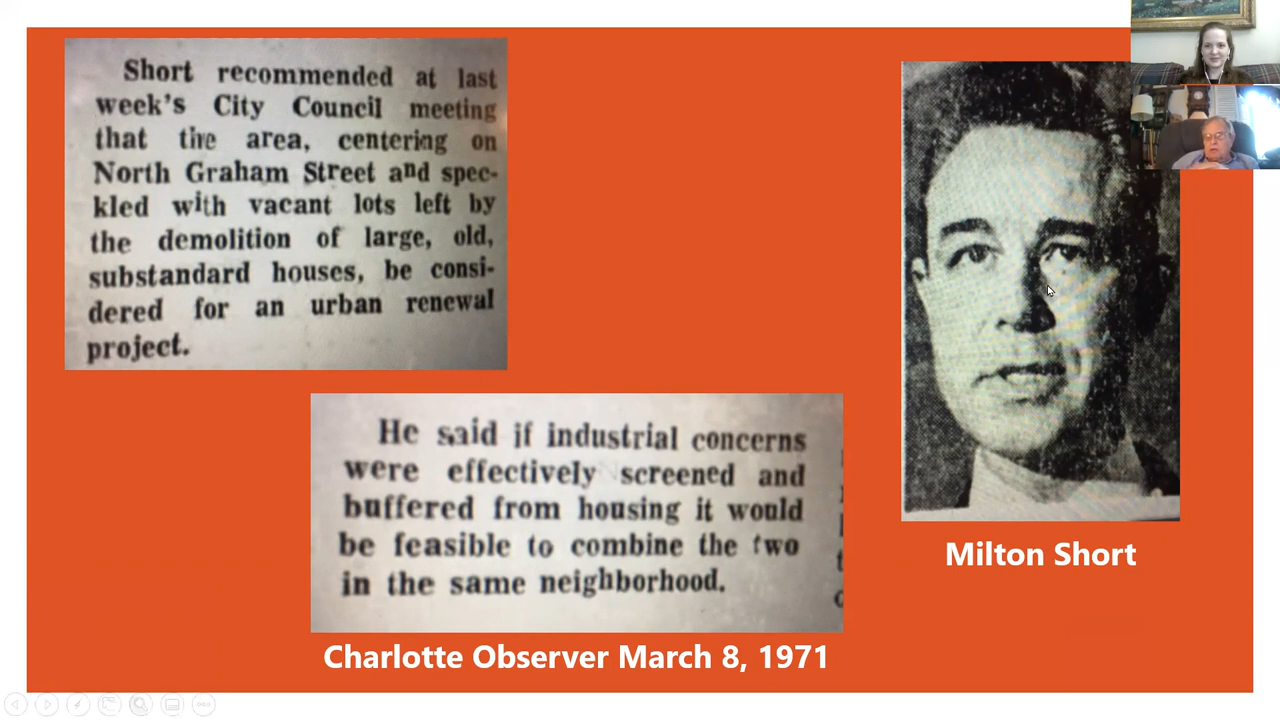 Short recommended at last
week's City Council meeting
that the area, centering on
North Graham Street and spec-
kled with vacant lots left by
the demolition of large, old,
substandard houses, be consi-
dered for an urban renewal
project.
He said if industrial concerns
were effectively screened and
buffered from housing it would
be feasible to combine the two
in the same neighborhood.
Charlotte Observer March 8, 1971
Milton Short